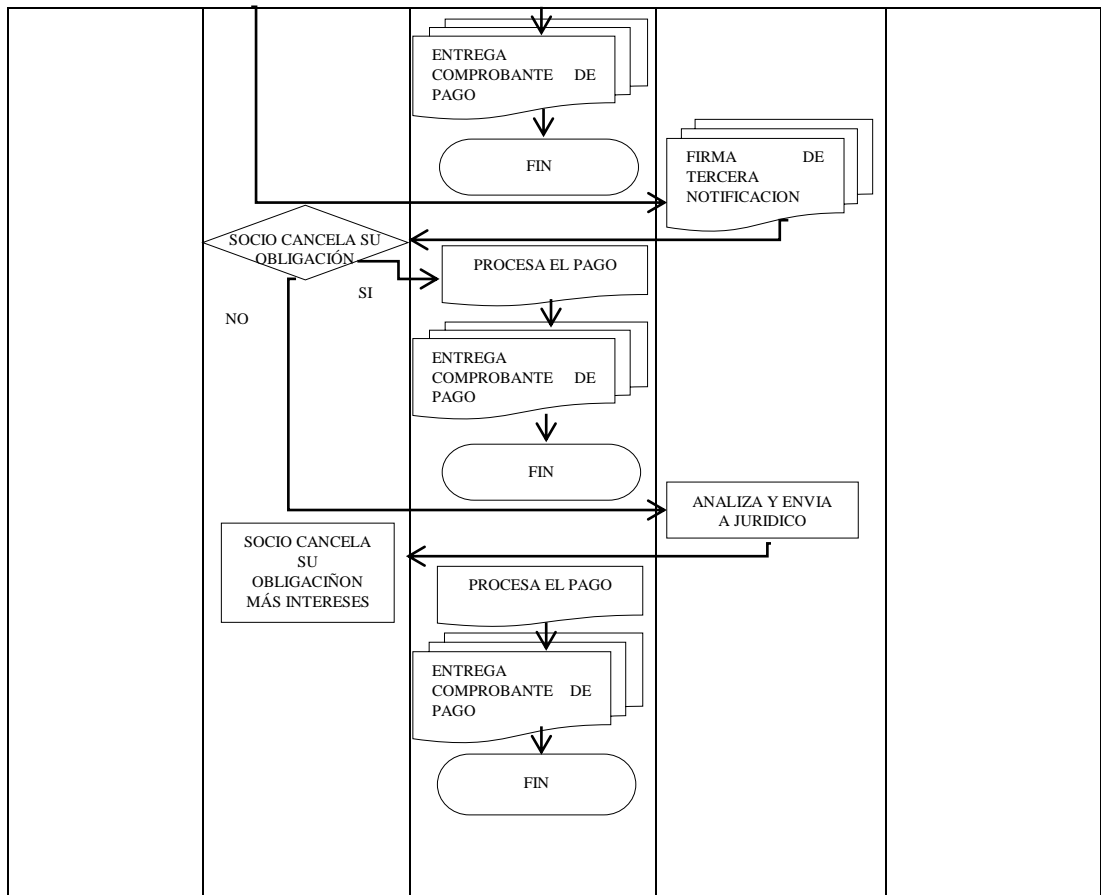 ENTREGA
COMPROBANTE DE
PAGO
FIN
FIRMA DE
TERCERA
NOTIFICACION
SOCIO CANCELA SU
OBLIGACIÓN
PROCESA EL PAGO
SI
NO
ENTREGA
COMPROBANTE DE
PAGO
FIN
ANALIZA Y ENVIA
A JURIDICO
SOCIO CANCELA
SU
OBLIGACIÑON
MÁS INTERESES
PROCESA EL PAGO
ENTREGA
COMPROBANTE DE
PAGO
FIN